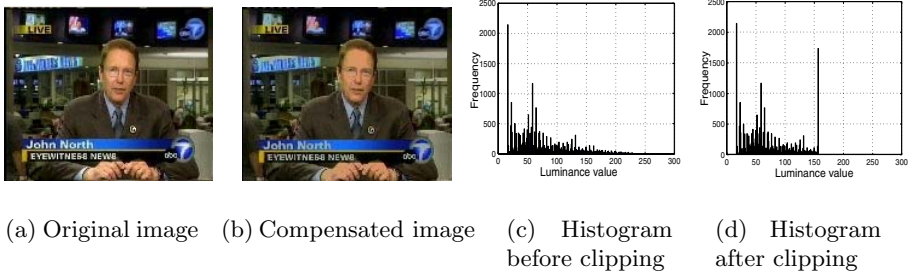 LIVE
John North
EYEWITNESS NEWS
abc 7
LIVE
John North
EYEWITNESS NEWS
abc 7
2500
2000
1500
1000
500
0
Frequency
0 50 100 150 200 250 300
Luminance value
2500
2000
1500
1000
500
0
Frequency
0 50 100 150 200 250 300
Luminance value
(a) Original image
(b) Compensated image
(c) Histogram
before clipping
(d) Histogram
after clipping